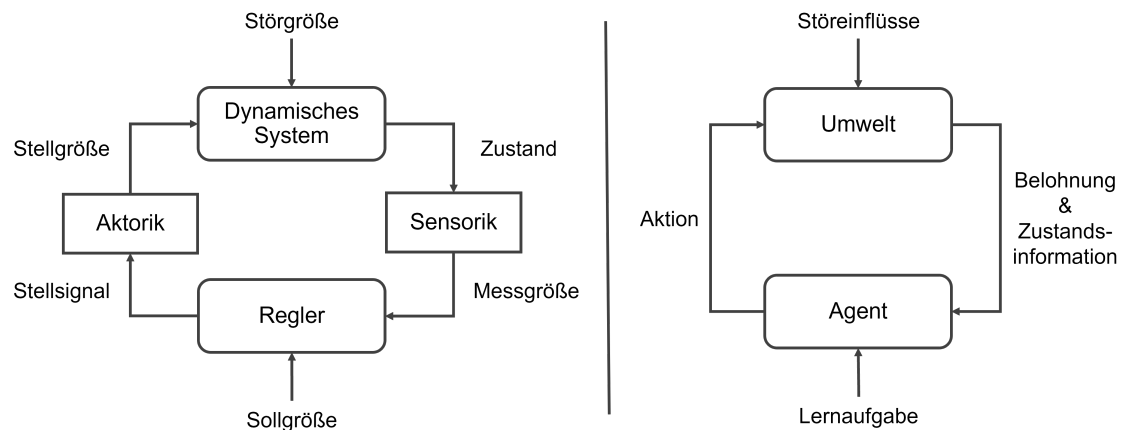 Störgröße
Dynamisches
System
Stellgröße
Zustand
Aktorik
Sensorik
Stellsignal
Messgröße
Regler
Sollgröße
Störeinflüsse
Umwelt
Aktion
Belohnung
&
Zustands-
information
Agent
Lernaufgabe